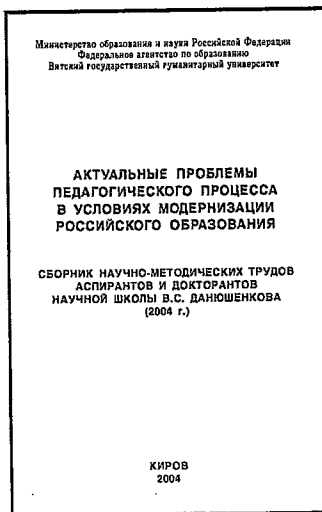 Министерство образования и науки Российской Федерации
Федеральное агентство по образованию
Вятский государственный гуманитарный университет
АКТУАЛЬНЫЕ ПРОБЛЕМЫ
ПЕДАГОГИЧЕСКОГО ПРОЦЕССА
В УСЛОВИЯХ МОДЕРНИЗАЦИИ
РОССИЙСКОГО ОБРАЗОВАНИЯ
СБОРНИК НАУЧНО-МЕТОДИЧЕСКИХ ТРУДОВ
АСПИРАНТОВ И ДОКТОРАНТОВ
НАУЧНОЙ ШКОЛЫ В.С. ДАНЮШЕНКОВА
(2004 г.)
КИРОВ
2004